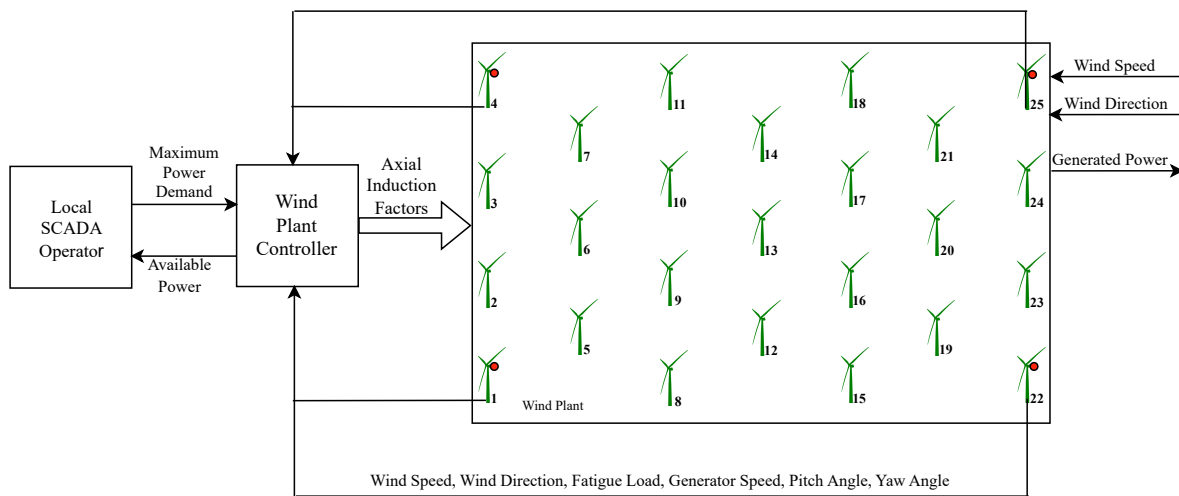 Wind Speed
Wind Direction
Generated Power
Maximum
Power
Demand
Local
SCADA
Operator
Available
Power
Wind
Plant
Controller
Axial
Induction
Factors
4
11
18
25
7
14
21
3
10
17
24
6
13
20
2
9
16
23
5
12
19
1
8
15
22
Wind Plant
Wind Speed, Wind Direction, Fatigue Load, Generator Speed, Pitch Angle, Yaw Angle